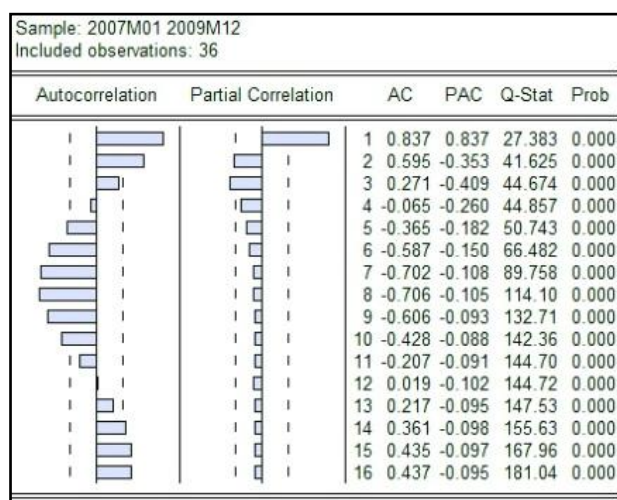 Sample: 2007M01 2009M12
Included observations: 36
Autocorrelation Partial Correlation AC PAC Q-Stat Prob
1 0.837 0.837 27.383 0.000
2 0.595 -0.353 41.625 0.000
3 0.271 -0.409 44.674 0.000
4 -0.065 -0.260 44.857 0.000
5 -0.365 -0.182 50.743 0.000
6 -0.587 -0.150 66.482 0.000
7 -0.702 -0.108 89.758 0.000
8 -0.706 -0.105 114.10 0.000
9 -0.606 -0.093 132.71 0.000
10 -0.428 -0.088 142.36 0.000
11 -0.207 -0.091 144.70 0.000
12 0.019 -0.102 144.72 0.000
13 0.217 -0.095 147.53 0.000
14 0.361 -0.098 155.63 0.000
15 0.435 -0.097 167.96 0.000
16 0.437 -0.095 181.04 0.000